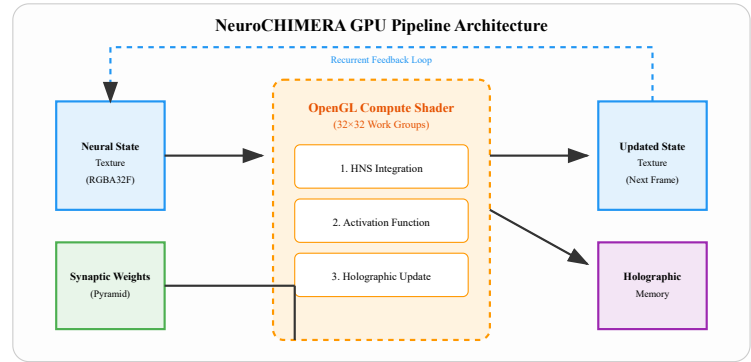 NeuroCHIMERA GPU Pipeline Architecture
Recurrent Feedback Loop
Neural State
Texture
(RGBA32F)
OpenGL Compute Shader
(32×32 Work Groups)
1. HNS Integration
2. Activation Function
3. Holographic Update
Updated State
Texture
(Next Frame)
Synaptic Weights
(Pyramid)
Holographic
Memory